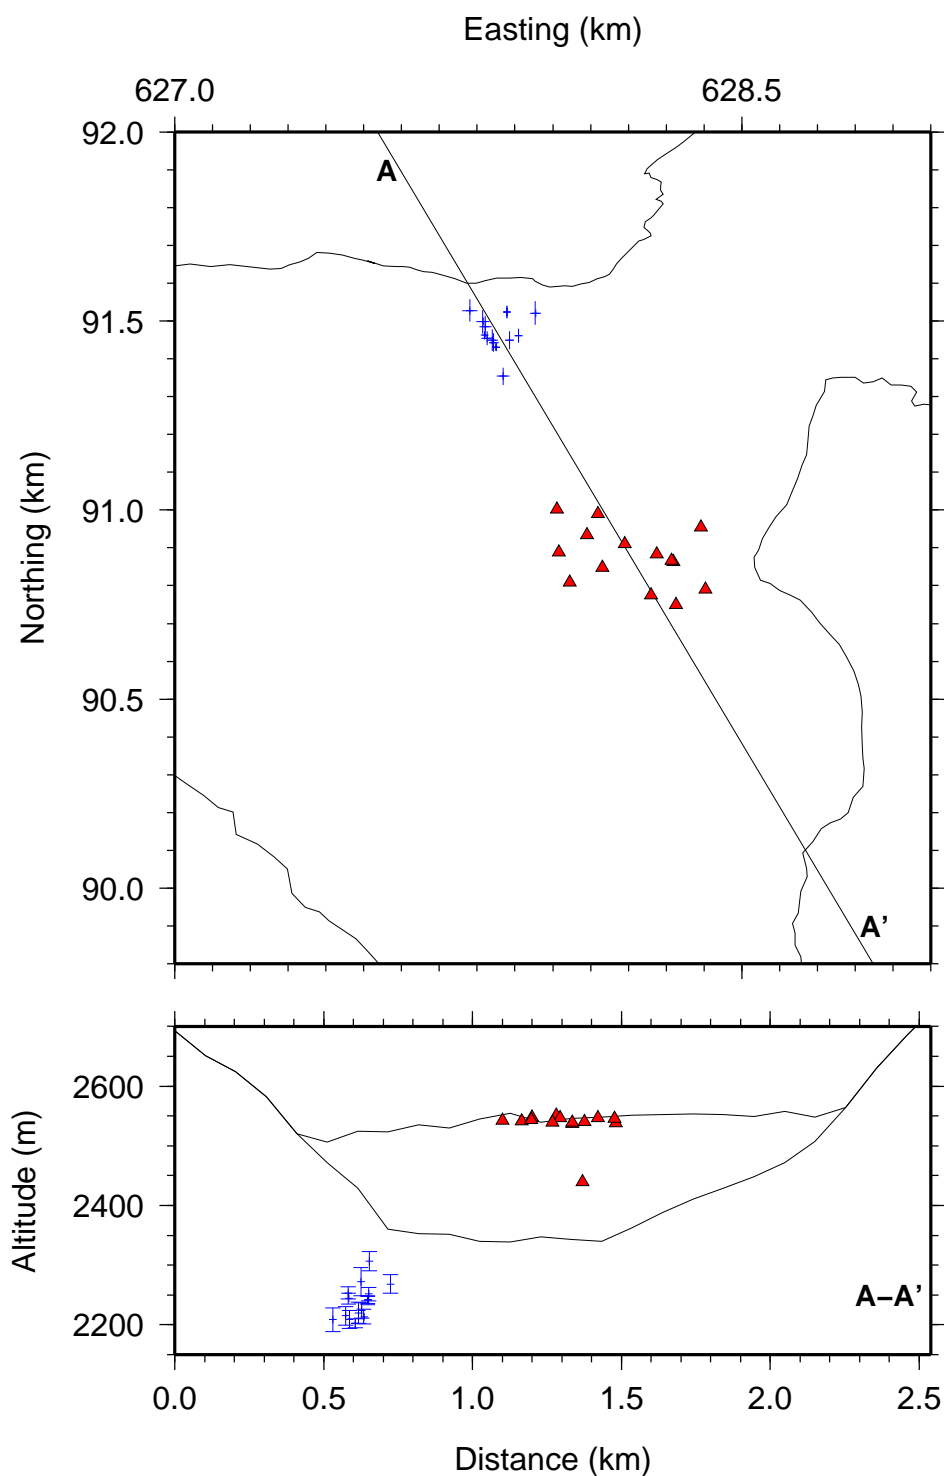 Easting (km)
627.0 628.5
92.0
A
91.5
91.0
Northing (km)
90.5
90.0
A’
2600
Altitude (m)
2400
A–A’
2200
0.0 0.5 1.0 1.5 2.0 2.5
Distance (km)